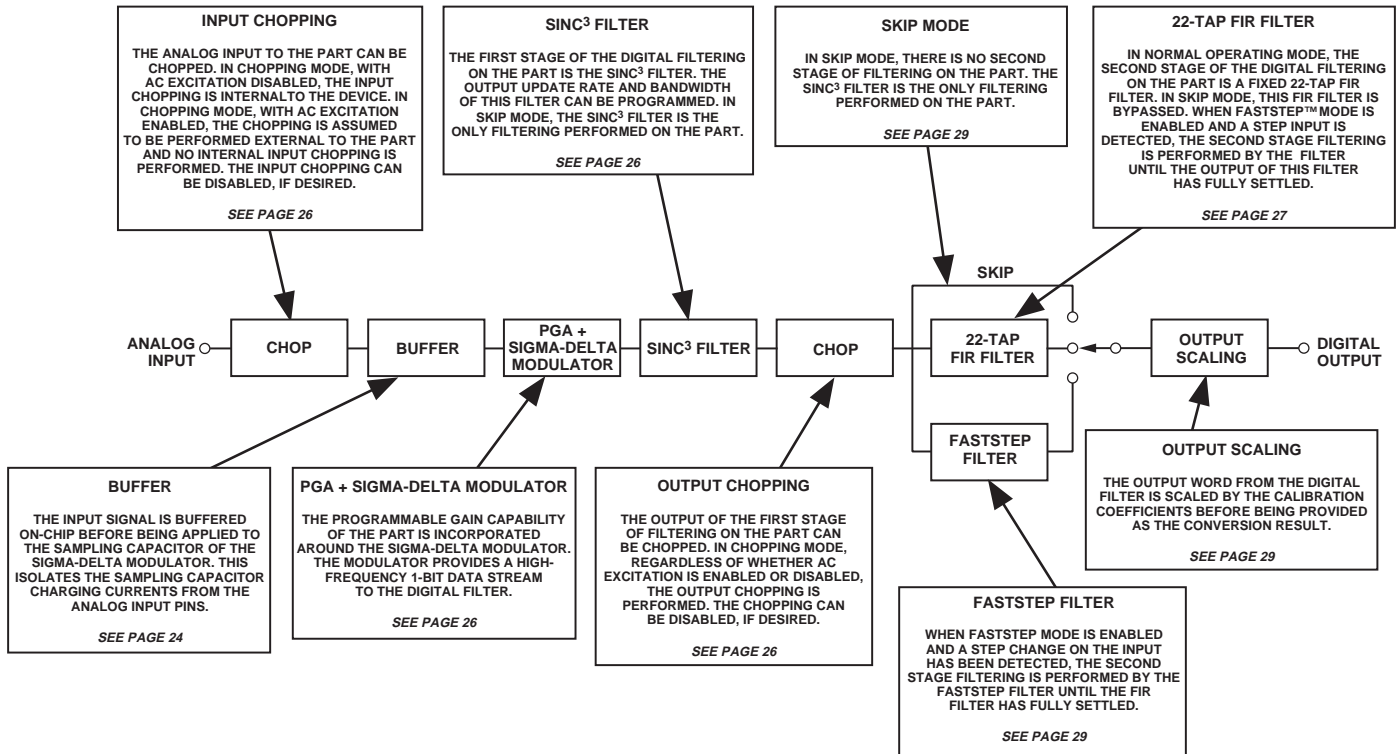 INPUT CHOPPING
THE ANALOG INPUT TO THE PART CAN BE
CHOPPED. IN CHOPPING MODE, WITH
AC EXCITATION DISABLED, THE INPUT
CHOPPING IS INTERNALTO THE DEVICE. IN
CHOPPING MODE, WITH AC EXCITATION
ENABLED, THE CHOPPING IS ASSUMED
TO BE PERFORMED EXTERNAL TO THE PART
AND NO INTERNAL INPUT CHOPPING IS
PERFORMED. THE INPUT CHOPPING CAN
BE DISABLED, IF DESIRED.
SEE PAGE 26
SINC³ FILTER
THE FIRST STAGE OF THE DIGITAL FILTERING
ON THE PART IS THE SINC³ FILTER. THE
OUTPUT UPDATE RATE AND BANDWIDTH
OF THIS FILTER CAN BE PROGRAMMED. IN
SKIP MODE, THE SINC³ FILTER IS THE
ONLY FILTERING PERFORMED ON THE PART.
SEE PAGE 26
SKIP MODE
IN SKIP MODE, THERE IS NO SECOND
STAGE OF FILTERING ON THE PART. THE
SINC³ FILTER IS THE ONLY FILTERING
PERFORMED ON THE PART.
SEE PAGE 29
22-TAP FIR FILTER
IN NORMAL OPERATING MODE, THE
SECOND STAGE OF THE DIGITAL FILTERING
ON THE PART IS A FIXED 22-TAP FIR
FILTER. IN SKIP MODE, THIS FIR FILTER IS
BYPASSED. WHEN FASTSTEP™ MODE IS
ENABLED AND A STEP INPUT IS
DETECTED, THE SECOND STAGE FILTERING
IS PERFORMED BY THE FILTER
UNTIL THE OUTPUT OF THIS FILTER
HAS FULLY SETTLED.
SEE PAGE 27
SKIP
ANALOG
INPUT
CHOP
BUFFER
PGA +
SIGMA-DELTA
MODULATOR
SINC³ FILTER
CHOP
22-TAP
FIR FILTER
OUTPUT
SCALING
DIGITAL
OUTPUT
FASTSTEP
FILTER
BUFFER
THE INPUT SIGNAL IS BUFFERED
ON-CHIP BEFORE BEING APPLIED TO
THE SAMPLING CAPACITOR OF THE
SIGMA-DELTA MODULATOR. THIS
ISOLATES THE SAMPLING CAPACITOR
CHARGING CURRENTS FROM THE
ANALOG INPUT PINS.
SEE PAGE 24
PGA + SIGMA-DELTA MODULATOR
THE PROGRAMMABLE GAIN CAPABILITY
OF THE PART IS INCORPORATED
AROUND THE SIGMA-DELTA MODULATOR.
THE MODULATOR PROVIDES A HIGH-
FREQUENCY 1-BIT DATA STREAM
TO THE DIGITAL FILTER.
SEE PAGE 26
OUTPUT CHOPPING
THE OUTPUT OF THE FIRST STAGE
OF FILTERING ON THE PART CAN
BE CHOPPED. IN CHOPPING MODE,
REGARDLESS OF WHETHER AC
EXCITATION IS ENABLED OR DISABLED,
THE OUTPUT CHOPPING IS
PERFORMED. THE CHOPPING CAN
BE DISABLED, IF DESIRED.
SEE PAGE 26
OUTPUT SCALING
THE OUTPUT WORD FROM THE DIGITAL
FILTER IS SCALED BY THE CALIBRATION
COEFFICIENTS BEFORE BEING PROVIDED
AS THE CONVERSION RESULT.
SEE PAGE 29
FASTSTEP FILTER
WHEN FASTSTEP MODE IS ENABLED
AND A STEP CHANGE ON THE INPUT
HAS BEEN DETECTED, THE SECOND
STAGE FILTERING IS PERFORMED BY THE
FASTSTEP FILTER UNTIL THE FIR
FILTER HAS FULLY SETTLED.
SEE PAGE 29